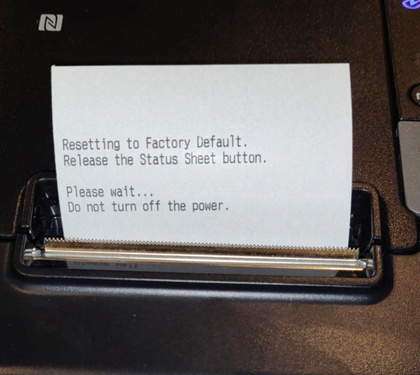 Resetting to Factory Default.
Release the Status Sheet button.
Please wait...
Do not turn off the power.